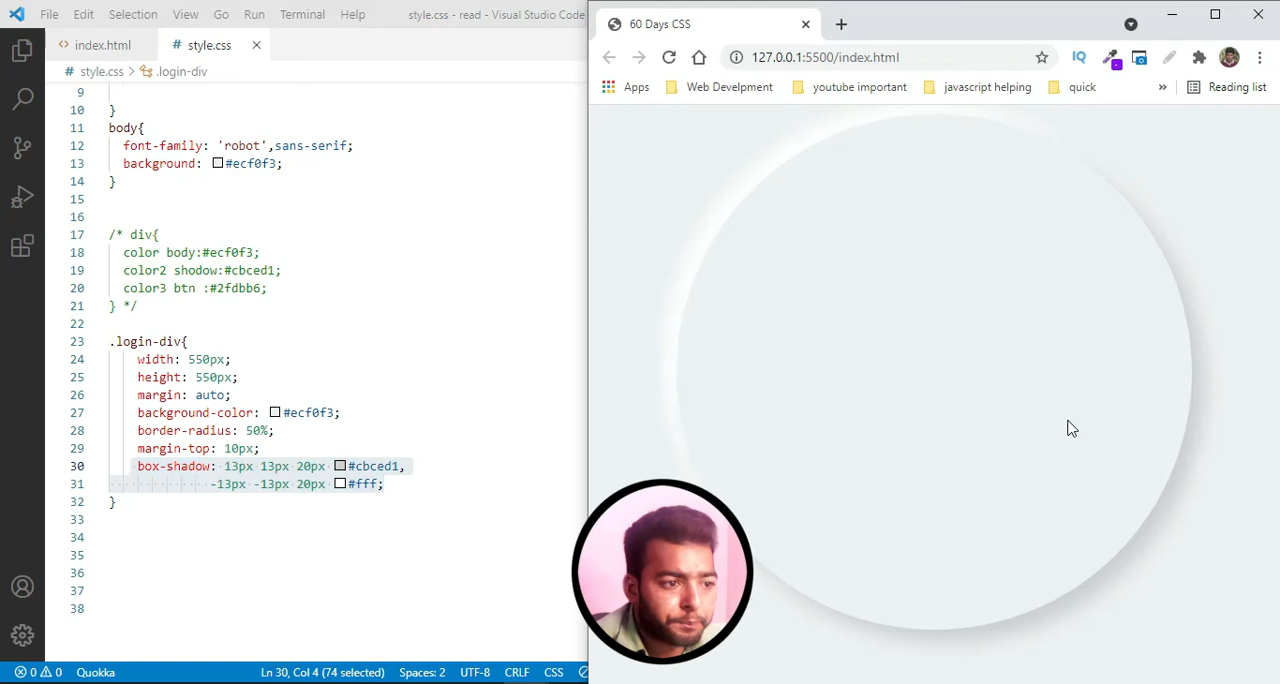 File Edit Selection View Go Run Terminal Help style.css - read - Visual Studio Code
60 Days CSS
index.html
style.css
127.0.0.1:5500/index.html
style.css > .login-div
Apps Web Develpment youtube important javascript helping quick » Reading list
9
10 }
11 body{
12 font-family: 'robot',sans-serif;
13 background: #ecf0f3;
14 }
15
16
17 /* div{
18 color body:#ecf0f3;
19 color2 shodow:#cbced1;
20 color3 btn :#2fdbb6;
21 } */
22
23 .login-div{
24 width: 550px;
25 height: 550px;
26 margin: auto;
27 background-color: #ecf0f3;
28 border-radius: 50%;
29 margin-top: 10px;
30 box-shadow: 13px 13px 20px #cbced1,
31 -13px -13px 20px #fff;
32 }
33
34
35
36
37
38
0 0 Quokka Ln 30, Col 4 (74 selected) Spaces: 2 UTF-8 CRLF CSS